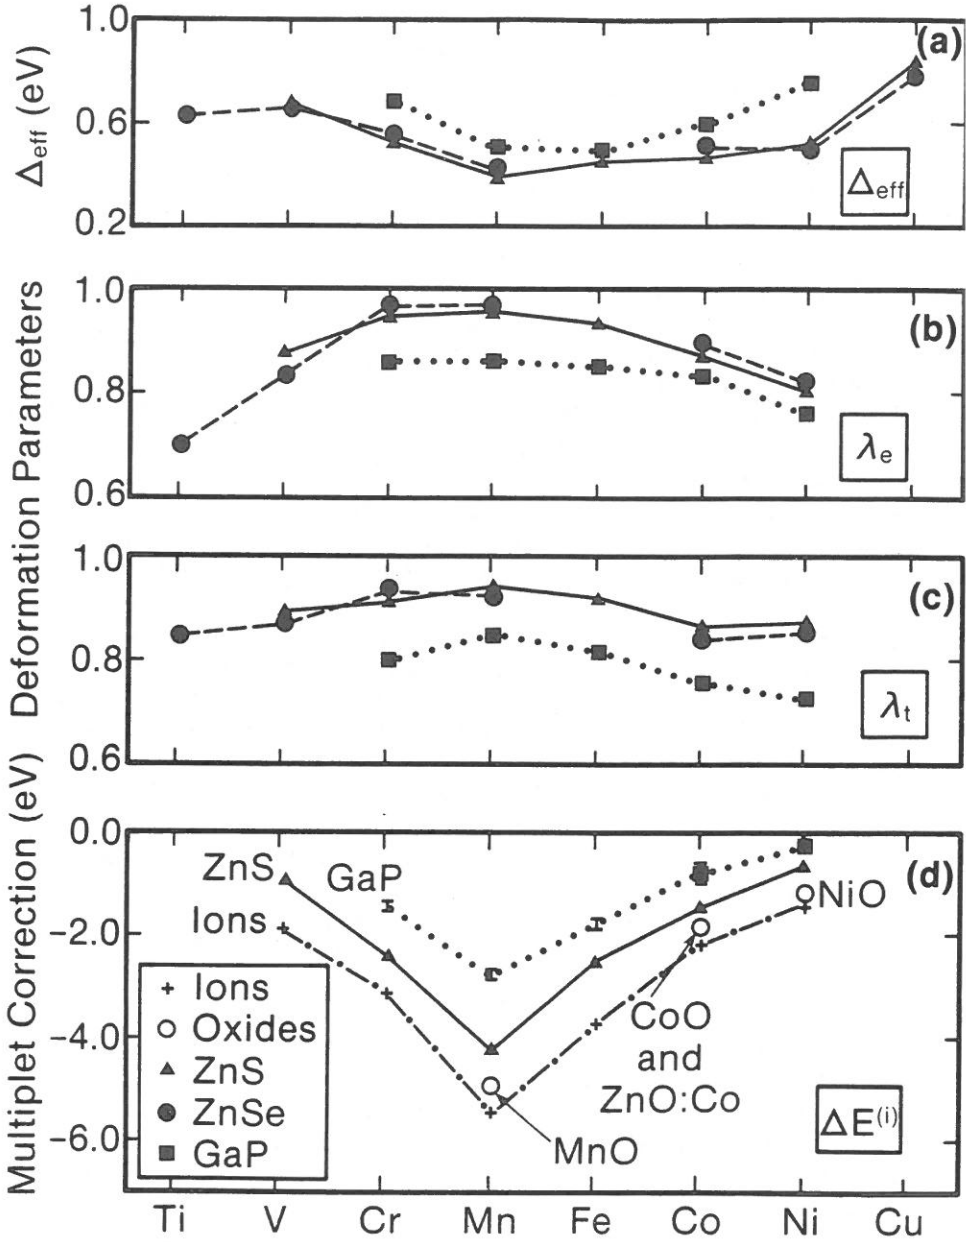 1.0
0.6
0.2
Δeff (eV)
(a)
Δeff
1.0
0.8
0.6
Deformation Parameters
(b)
λe
1.0
0.8
0.6
(c)
λt
0.0
−2.0
−4.0
−6.0
Multiplet Correction (eV)
(d)
ZnS
GaP
Ions
NiO
CoO
and
ZnO:Co
MnO
Ions
Oxides
ZnS
ZnSe
GaP
ΔE(i)
Ti V Cr Mn Fe Co Ni Cu